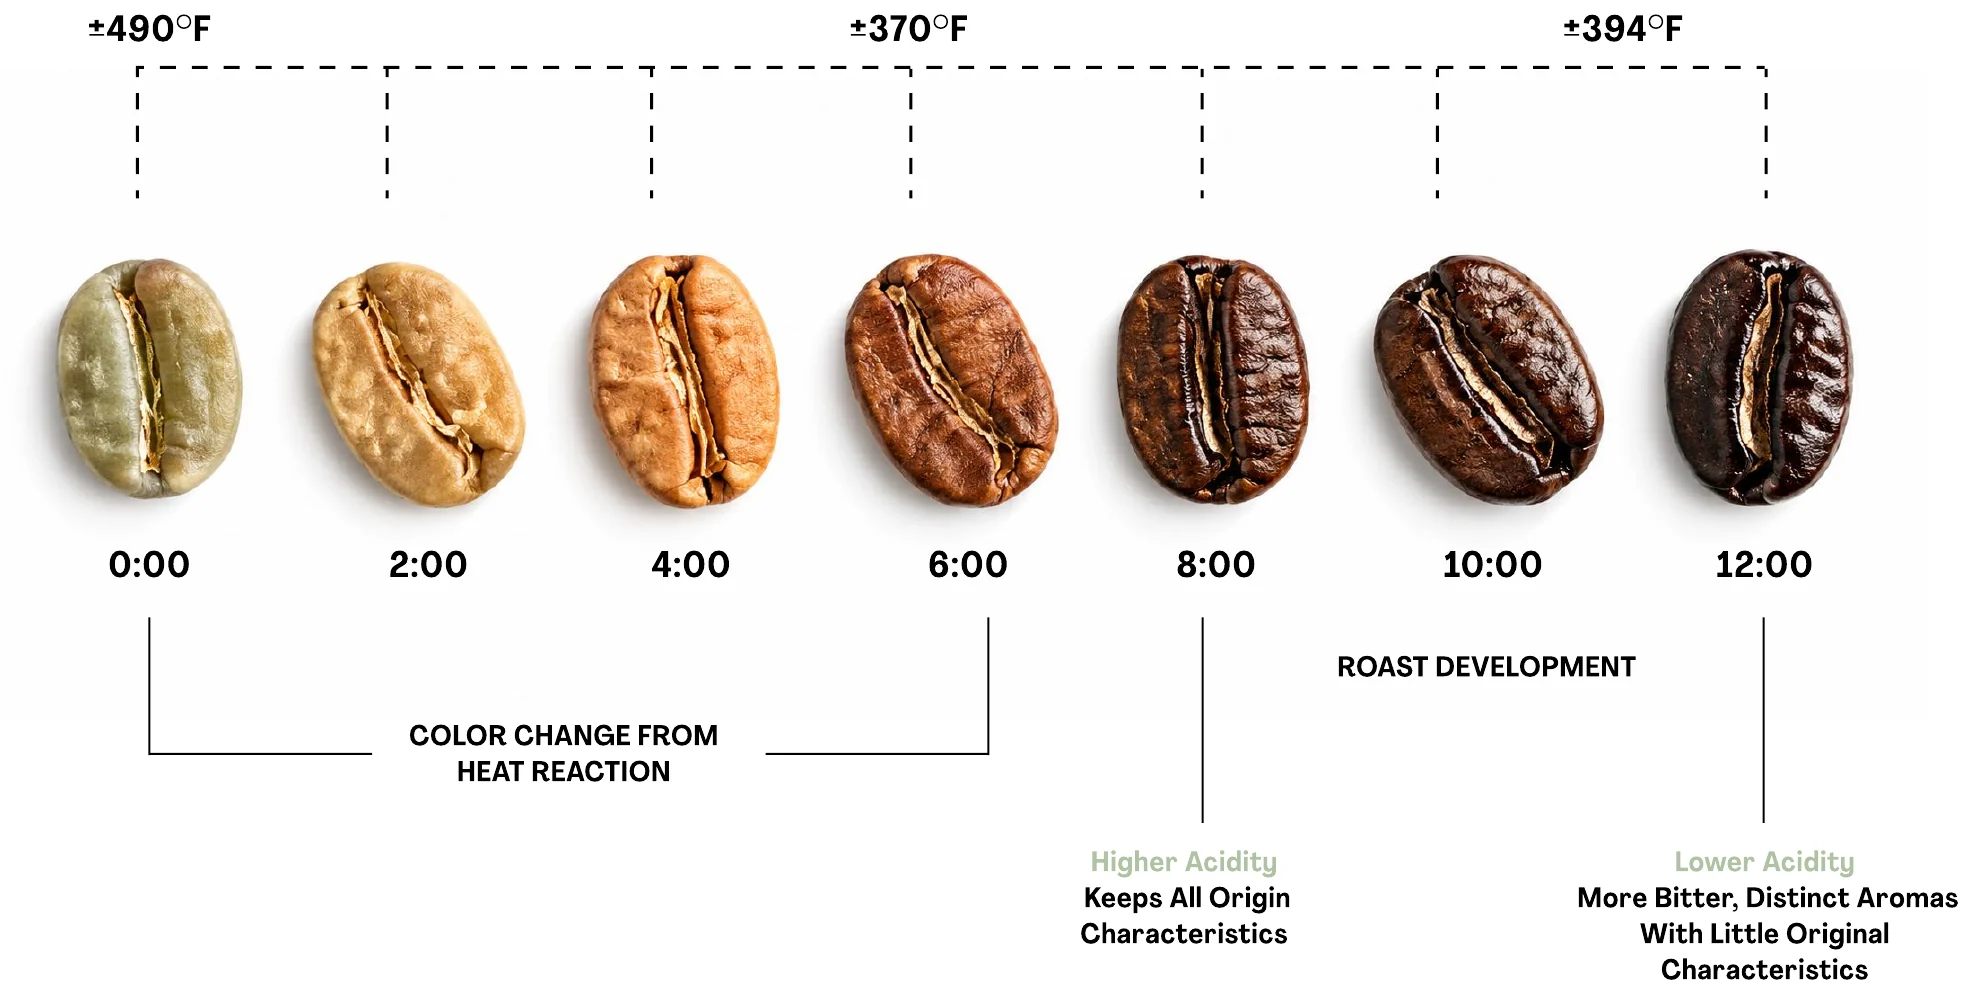 ±490°F
±370°F
±394°F
0:00
2:00
4:00
6:00
8:00
10:00
12:00
ROAST DEVELOPMENT
COLOR CHANGE FROM
HEAT REACTION
Higher Acidity
Keeps All Origin
Characteristics
Lower Acidity
More Bitter, Distinct Aromas
With Little Original
Characteristics